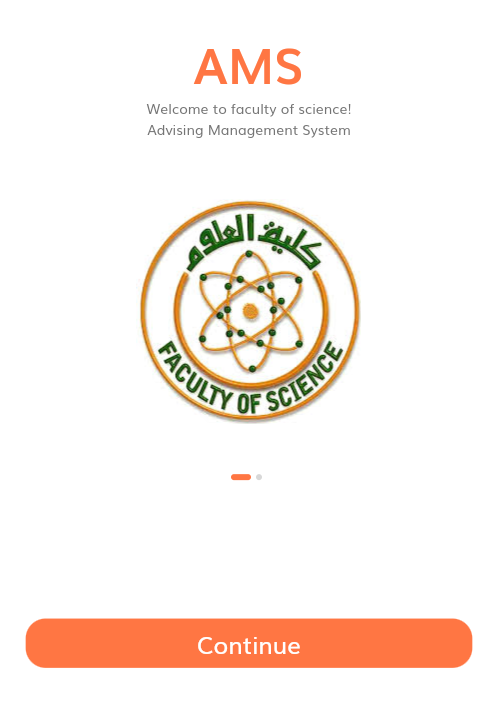 AMS
Welcome to faculty of science!
Advising Management System
كلية العلوم
FACULTY OF SCIENCE
Continue